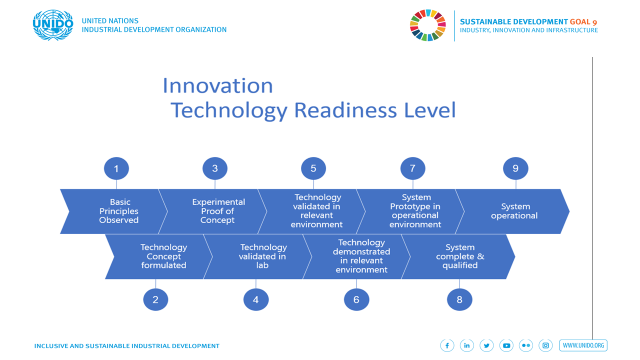 UNIDO
UNITED NATIONS
INDUSTRIAL DEVELOPMENT ORGANIZATION
SUSTAINABLE DEVELOPMENT GOAL 9
INDUSTRY, INNOVATION AND INFRASTRUCTURE
Innovation
Technology Readiness Level
1
3
5
7
9
Basic
Principles
Observed
Experimental
Proof of
Concept
Technology
validated in
relevant
environment
System
Prototype in
operational
environment
System
operational
Technology
Concept
formulated
Technology
validated in
lab
Technology
demonstrated
in relevant
environment
System
complete &
qualified
2
4
6
8
INCLUSIVE AND SUSTAINABLE INDUSTRIAL DEVELOPMENT
WWW.UNIDO.ORG